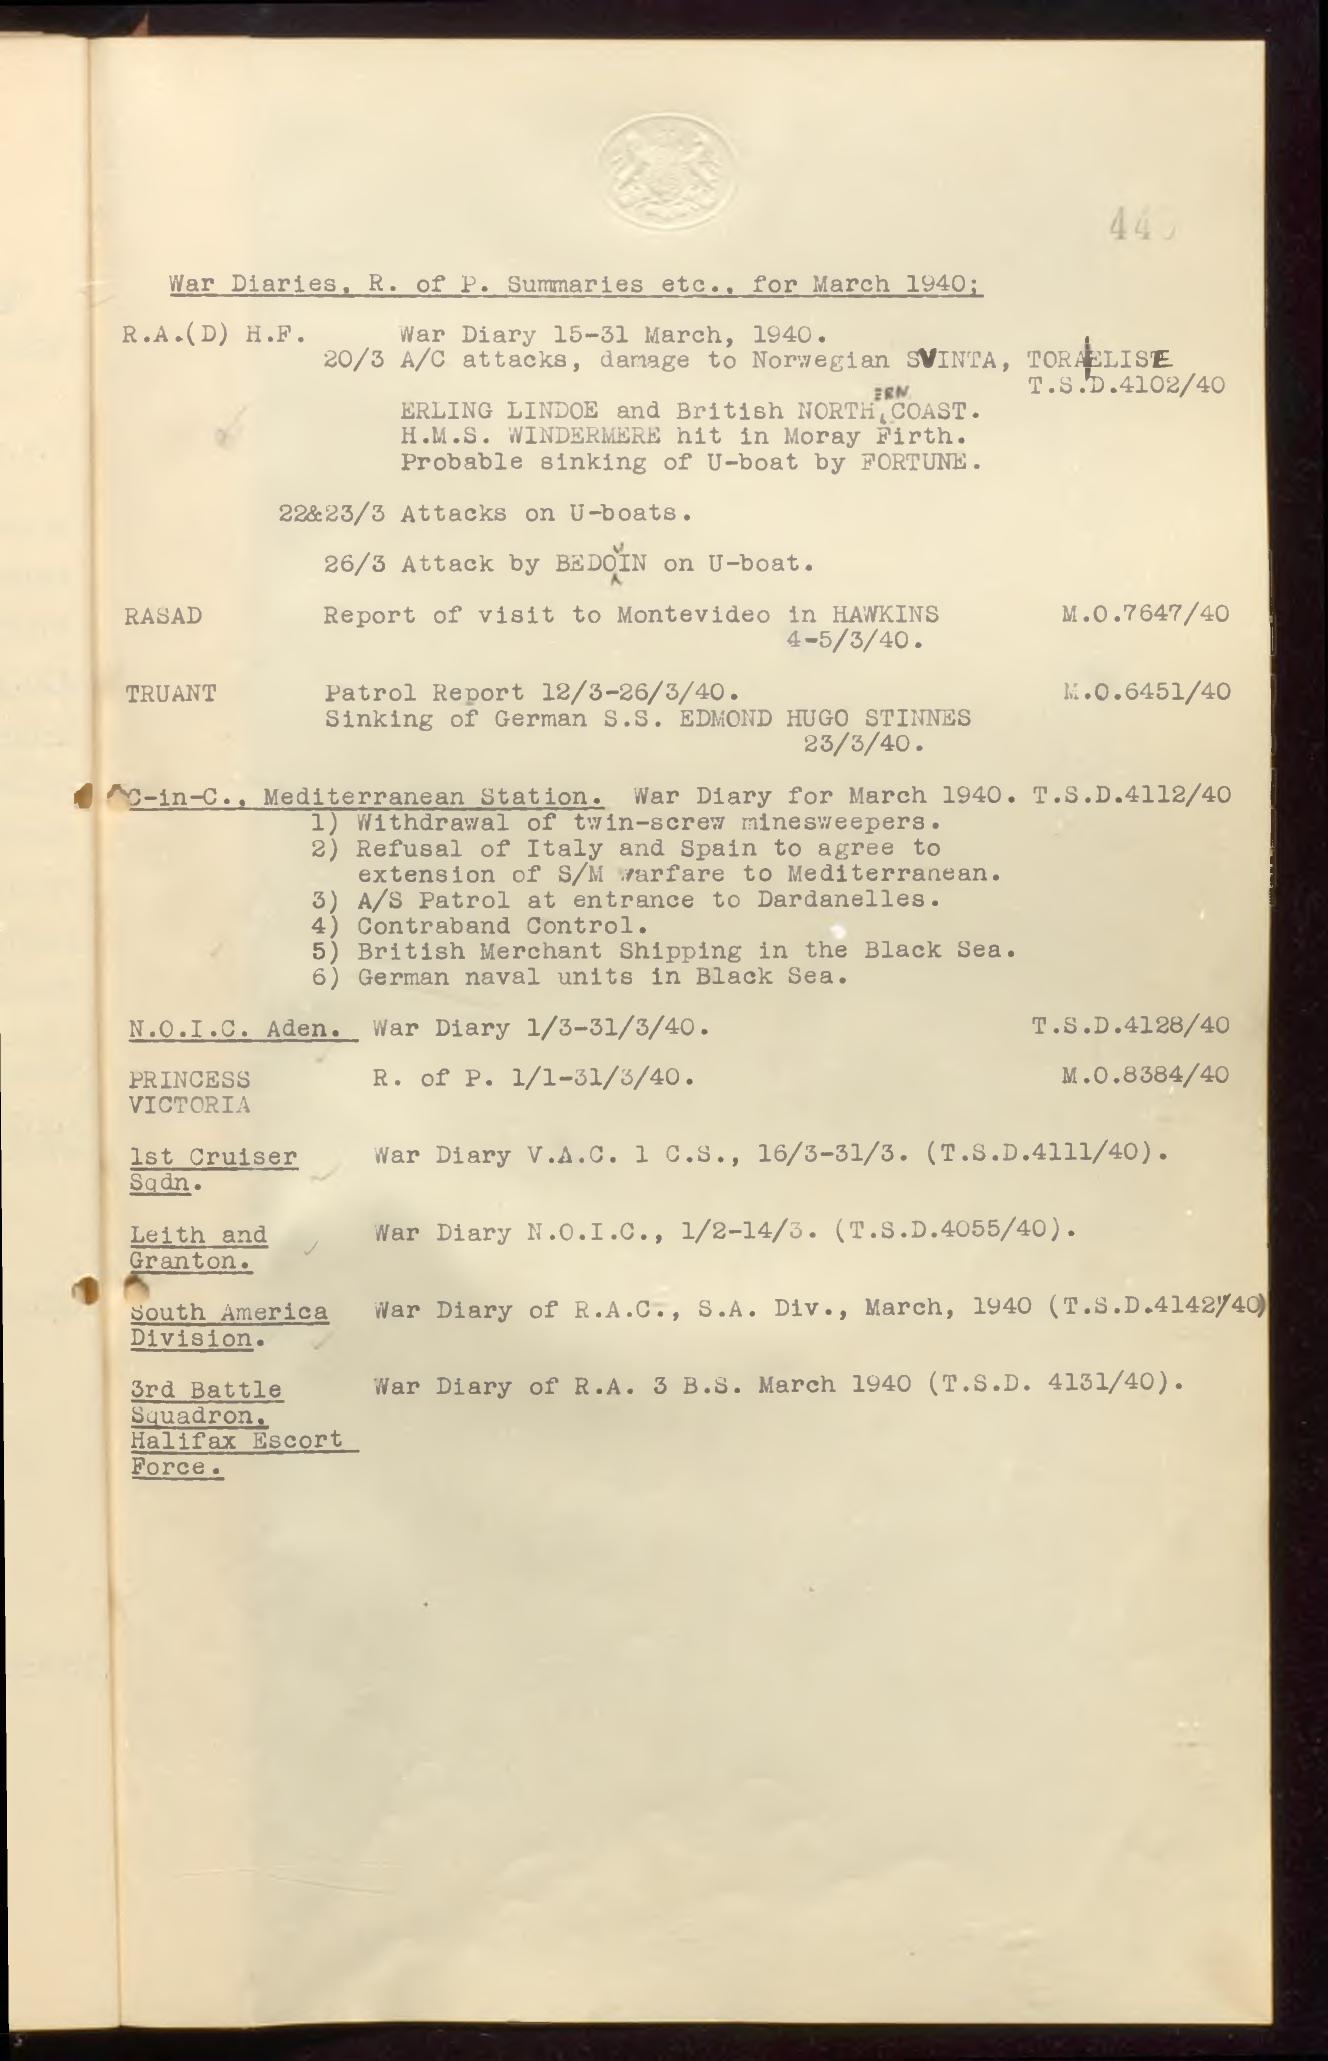 440
War Diaries, R. of P. Summaries etc., for March 1940;
R.A.(D) H.F. War Diary 15-31 March, 1940.
20/3 A/C attacks, damage to Norwegian SVINTA, TORAELISE
T.S.D.4102/40
ERLING LINDOE and British NORTHERN COAST.
H.M.S. WINDERMERE hit in Moray Firth.
Probable sinking of U-boat by FORTUNE.
22&23/3 Attacks on U-boats.
26/3 Attack by BEDOUIN on U-boat.
RASAD Report of visit to Montevideo in HAWKINS M.O.7647/40
4-5/3/40.
TRUANT Patrol Report 12/3-26/3/40. M.O.6451/40
Sinking of German S.S. EDMOND HUGO STINNES
23/3/40.
C-in-C., Mediterranean Station. War Diary for March 1940. T.S.D.4112/40
1) Withdrawal of twin-screw minesweepers.
2) Refusal of Italy and Spain to agree to
extension of S/M warfare to Mediterranean.
3) A/S Patrol at entrance to Dardanelles.
4) Contraband Control.
5) British Merchant Shipping in the Black Sea.
6) German naval units in Black Sea.
N.O.I.C. Aden. War Diary 1/3-31/3/40. T.S.D.4128/40
PRINCESS R. of P. 1/1-31/3/40. M.O.8384/40
VICTORIA
1st Cruiser War Diary V.A.C. 1 C.S., 16/3-31/3. (T.S.D.4111/40).
Sqdn.
Leith and War Diary N.O.I.C., 1/2-14/3. (T.S.D.4055/40).
Granton.
South America War Diary of R.A.C., S.A. Div., March, 1940 (T.S.D.4142/40)
Division.
3rd Battle War Diary of R.A. 3 B.S. March 1940 (T.S.D. 4131/40).
Squadron.
Halifax Escort
Force.